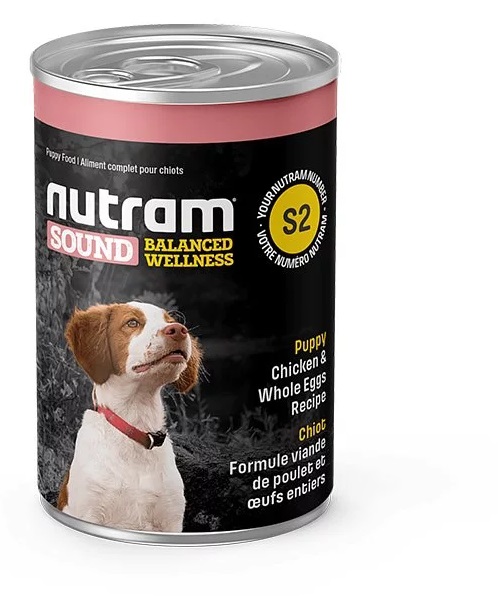 Puppy Food | Aliment complet pour chiots
nutram®
SOUND BALANCED WELLNESS
YOUR NUTRAM NUMBER
S2
VOTRE NUMÉRO NUTRAM
Puppy
Chicken &
Whole Eggs
Recipe
Chiot
Formule viande
de poulet et
œufs entiers